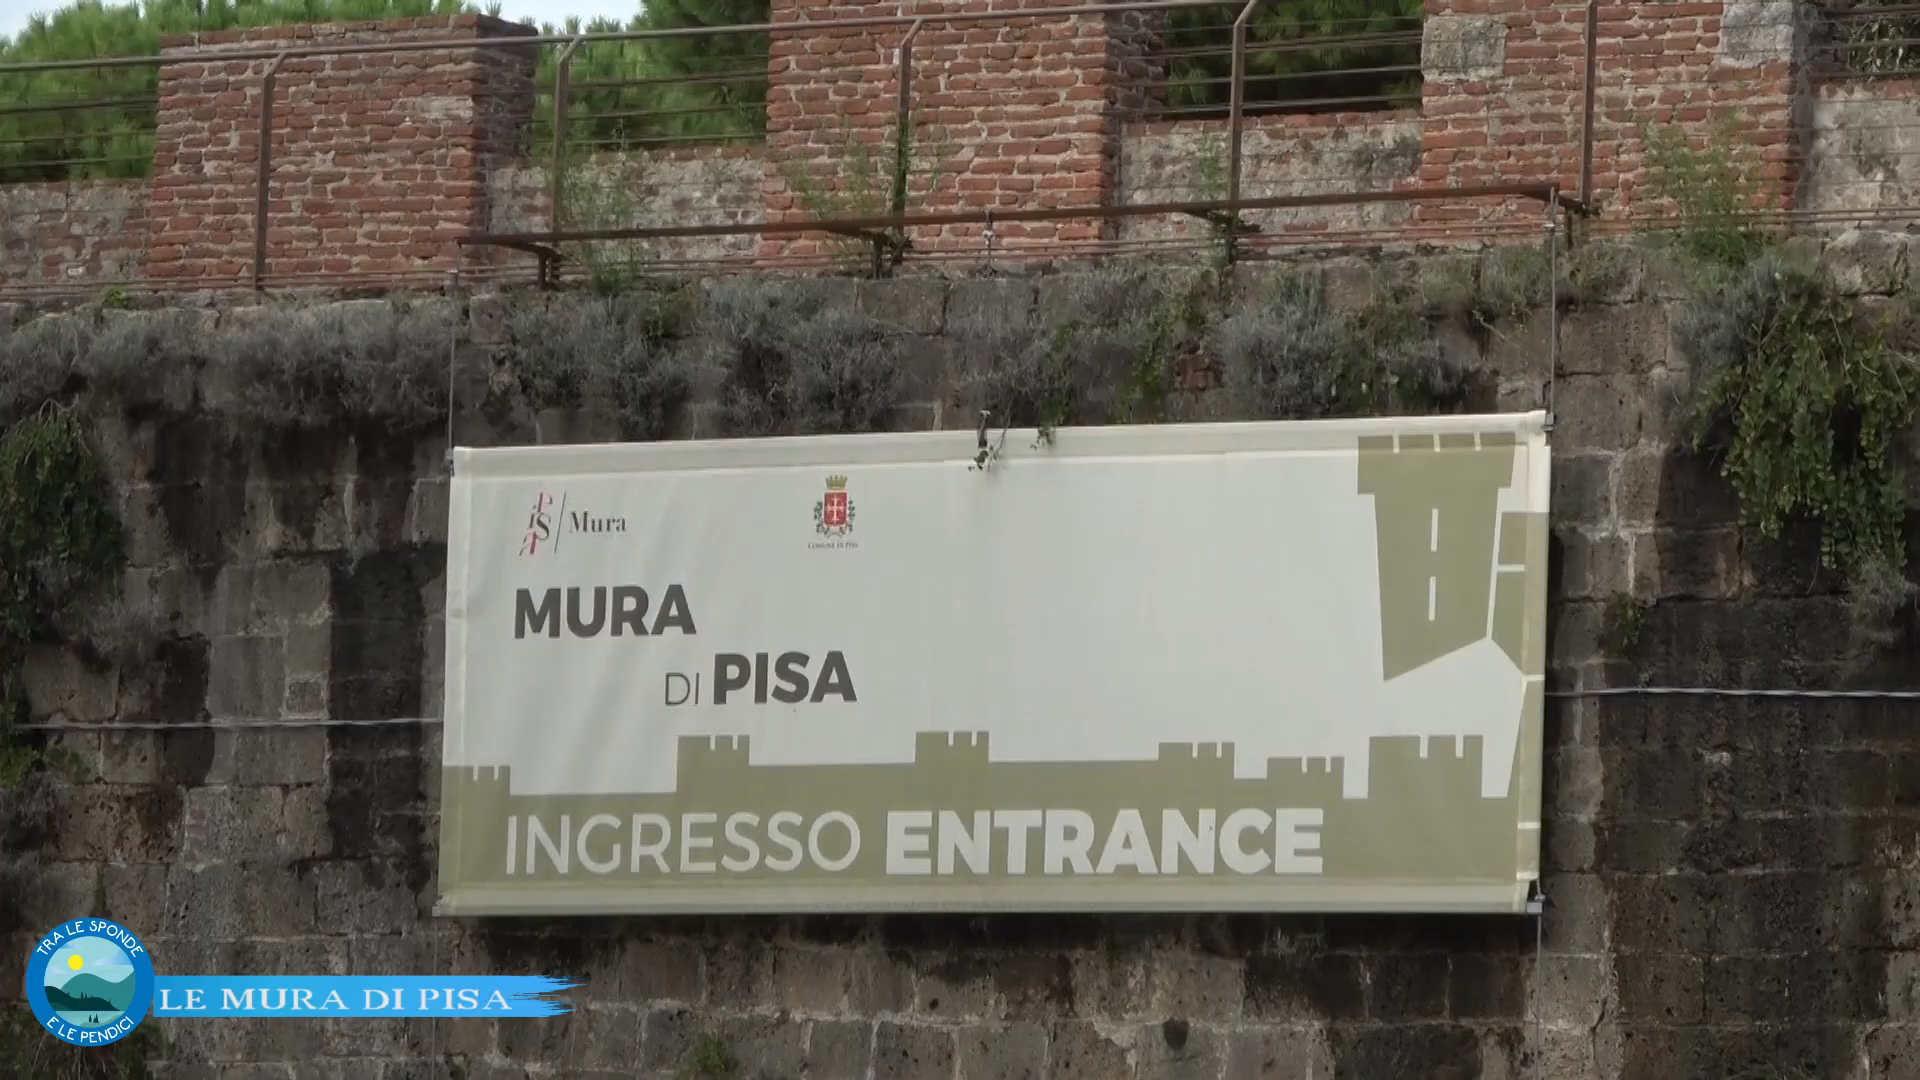 PiSa
Mura
COMUNE DI PISA
MURA
DI PISA
INGRESSO ENTRANCE
TRA LE SPONDE
E LE PENDICI
LE MURA DI PISA